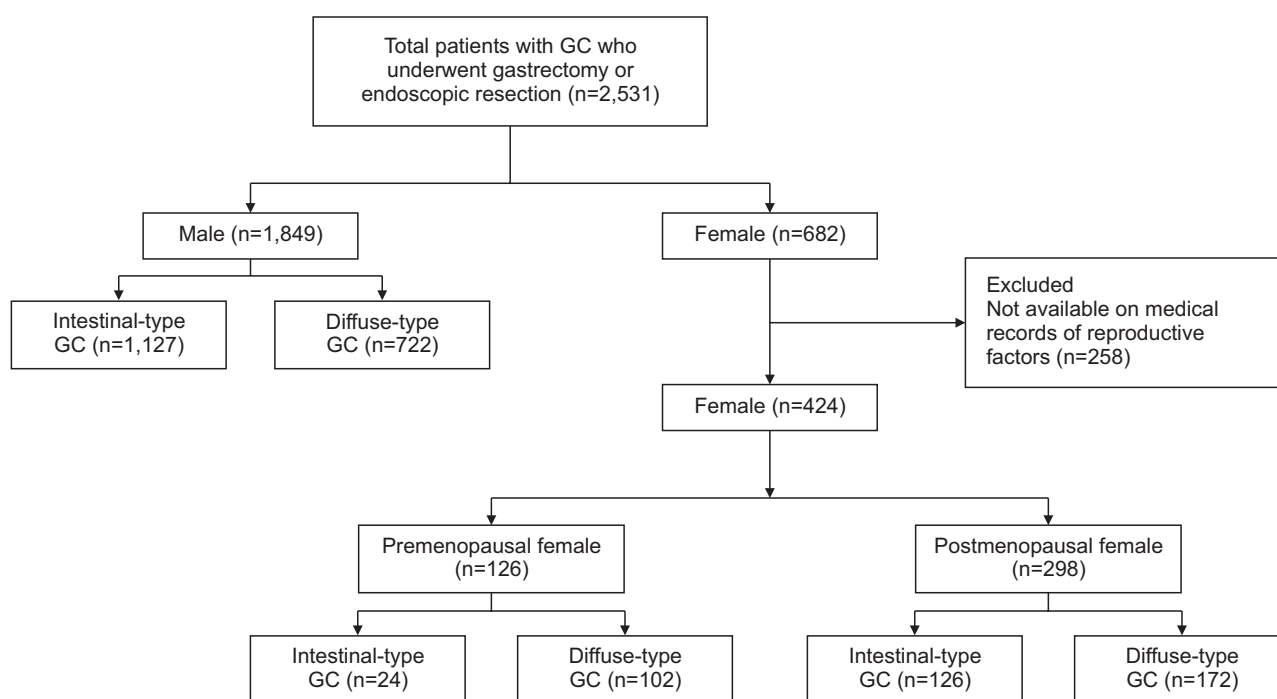 Total patients with GC who
underwent gastrectomy or
endoscopic resection (n=2,531)
Male (n=1,849)
Female (n=682)
Intestinal-type
GC (n=1,127)
Diffuse-type
GC (n=722)
Excluded
Not available on medical
records of reproductive
factors (n=258)
Female (n=424)
Premenopausal female
(n=126)
Postmenopausal female
(n=298)
Intestinal-type
GC (n=24)
Diffuse-type
GC (n=102)
Intestinal-type
GC (n=126)
Diffuse-type
GC (n=172)